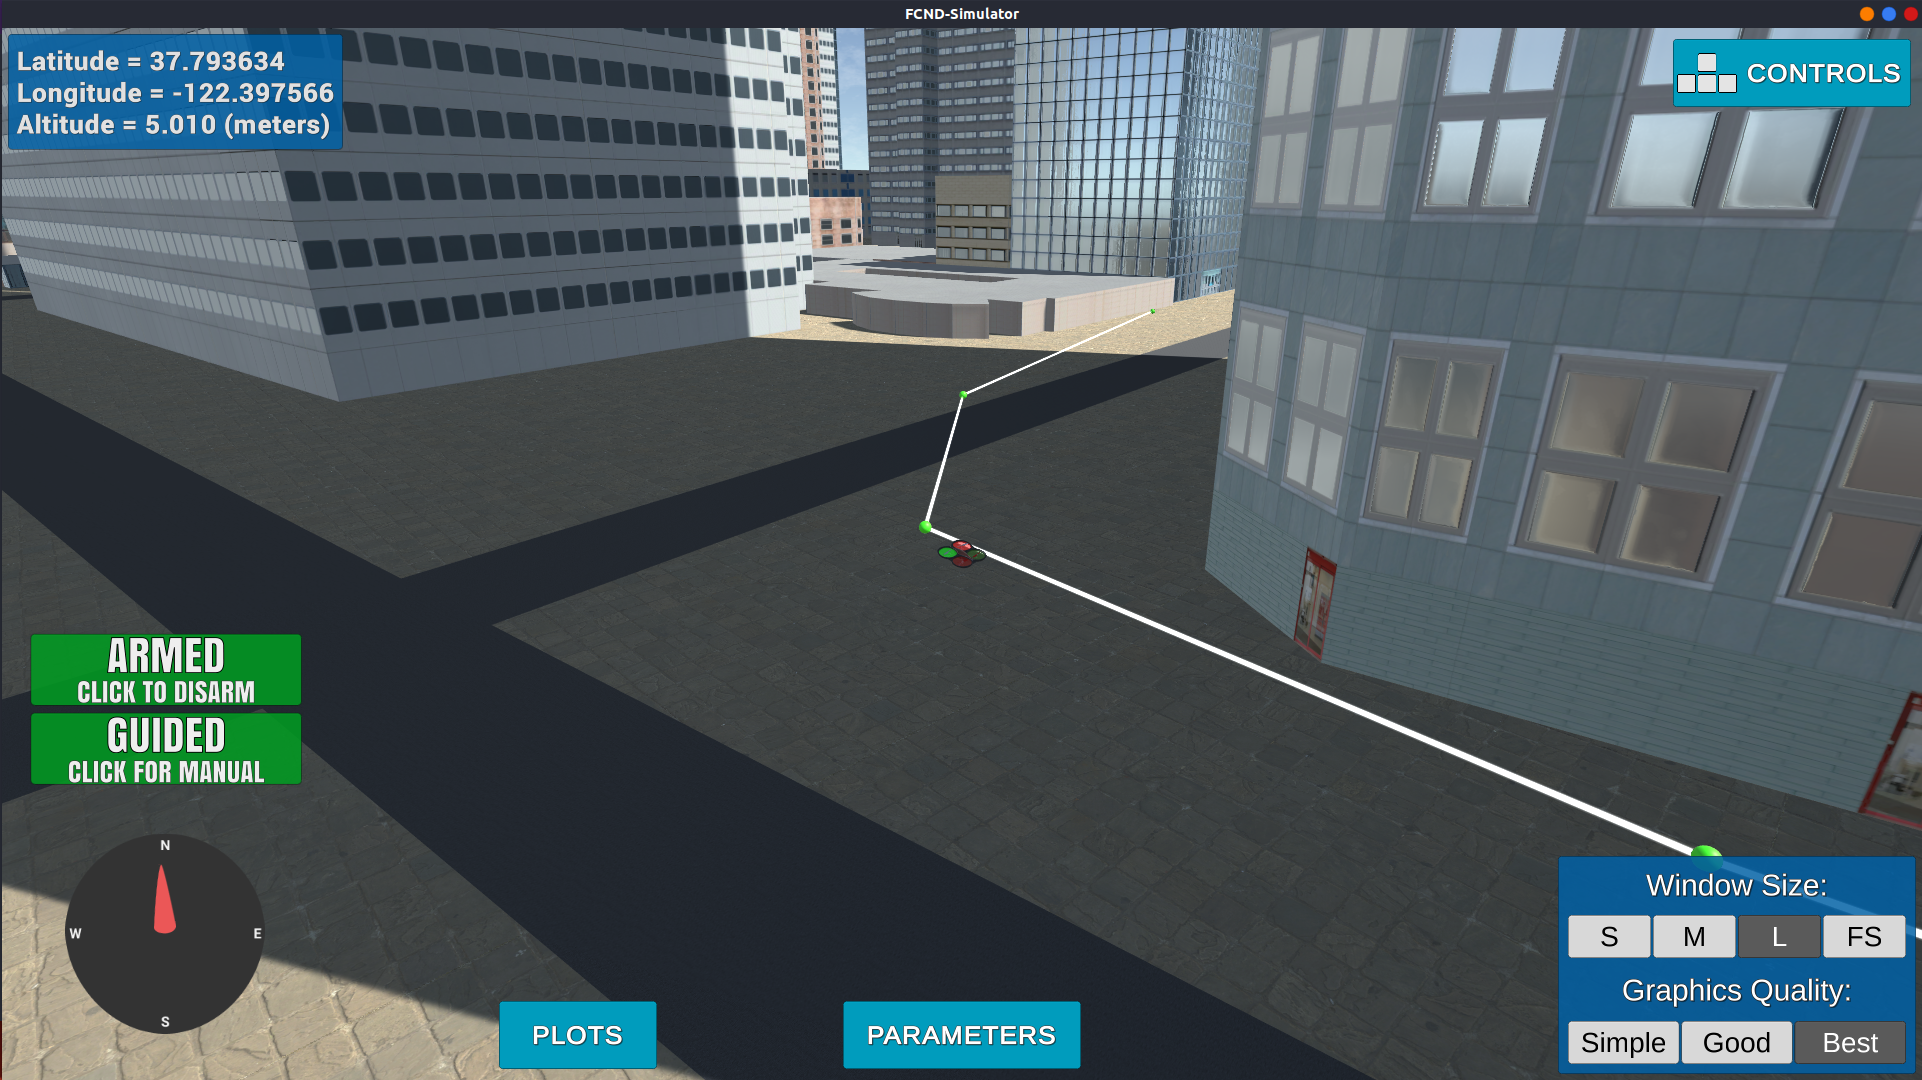 FCND-Simulator
Latitude = 37.793634
Longitude = -122.397566
Altitude = 5.010 (meters)
CONTROLS
ARMED
CLICK TO DISARM
GUIDED
CLICK FOR MANUAL
N
W
E
S
PLOTS
PARAMETERS
Window Size:
S M L FS
Graphics Quality:
Simple Good Best